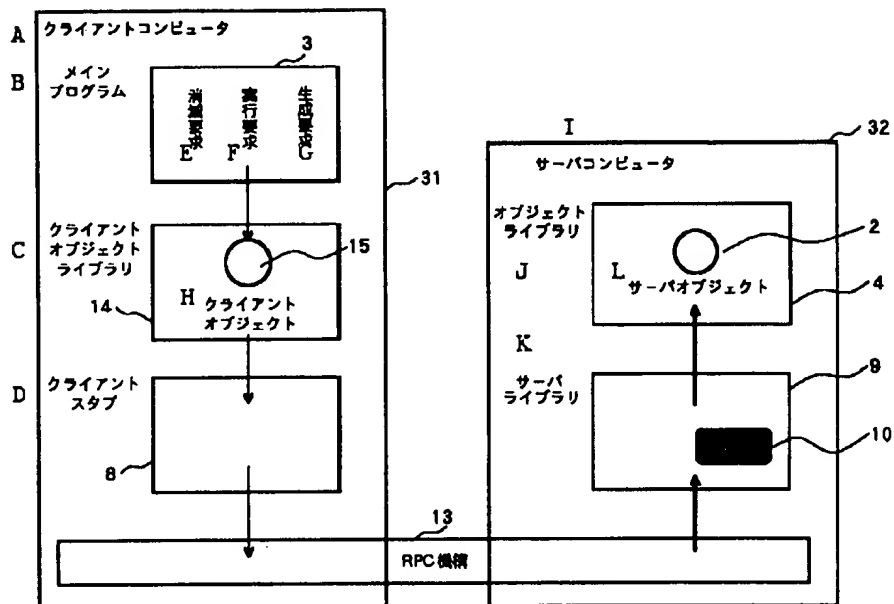 A クライアントコンピュータ
3
B メイン
プログラム
消滅要求
実行要求
生成要求
E F G
31
I
32
サーバコンピュータ
C クライアント
オブジェクト
ライブラリ
15
H
クライアント
オブジェクト
14
オブジェクト
ライブラリ
2
J
L
サーバオブジェクト
4
K
D クライアント
スタブ
8
サーバ
ライブラリ
9
10
13
RPC機構